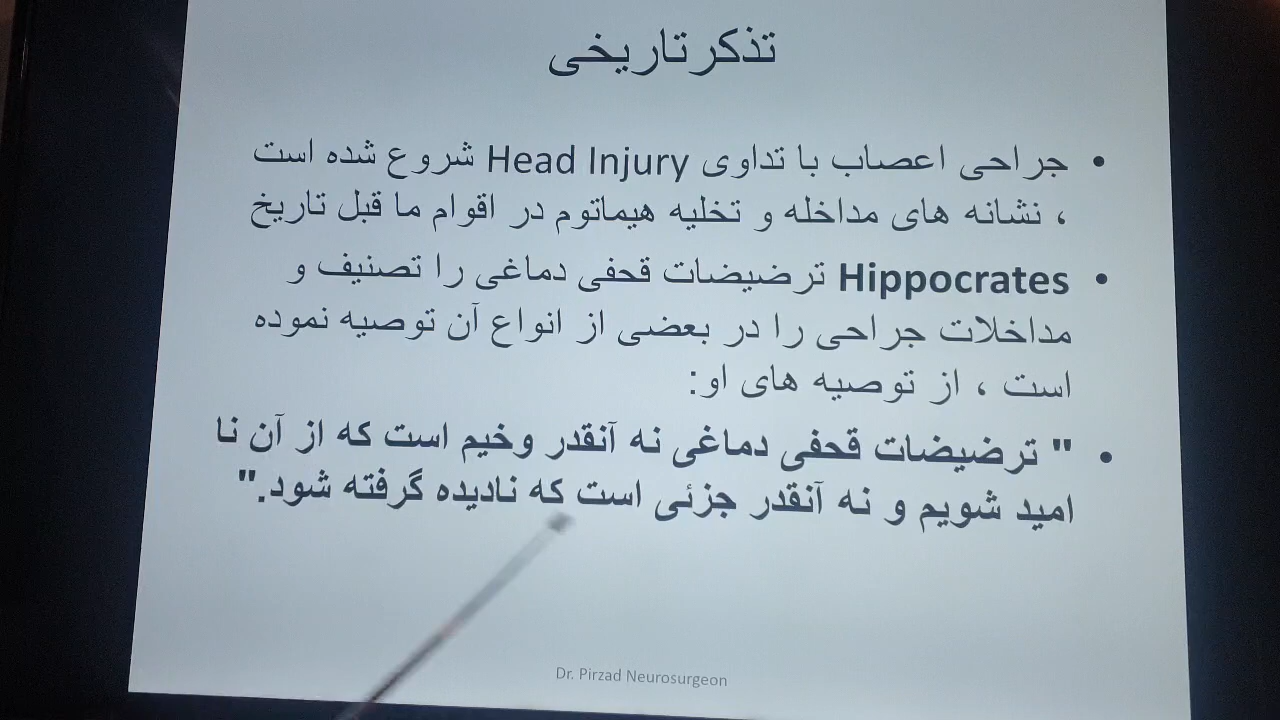 تذکر تاریخی
• جراحی اعصاب با تداوی Head Injury شروع شده است
، نشانه های مداخله و تخلیه هیماتوم در اقوام ما قبل تاریخ
• Hippocrates ترضیضات قحفی دماغی را تصنیف و
مداخلات جراحی را در بعضی از انواع آن توصیه نموده
است ، از توصیه های او:
• " ترضیضات قحفی دماغی نه آنقدر وخیم است که از آن نا
امید شویم و نه آنقدر جزئی است که نادیده گرفته شود."
Dr. Pirzad Neurosurgeon